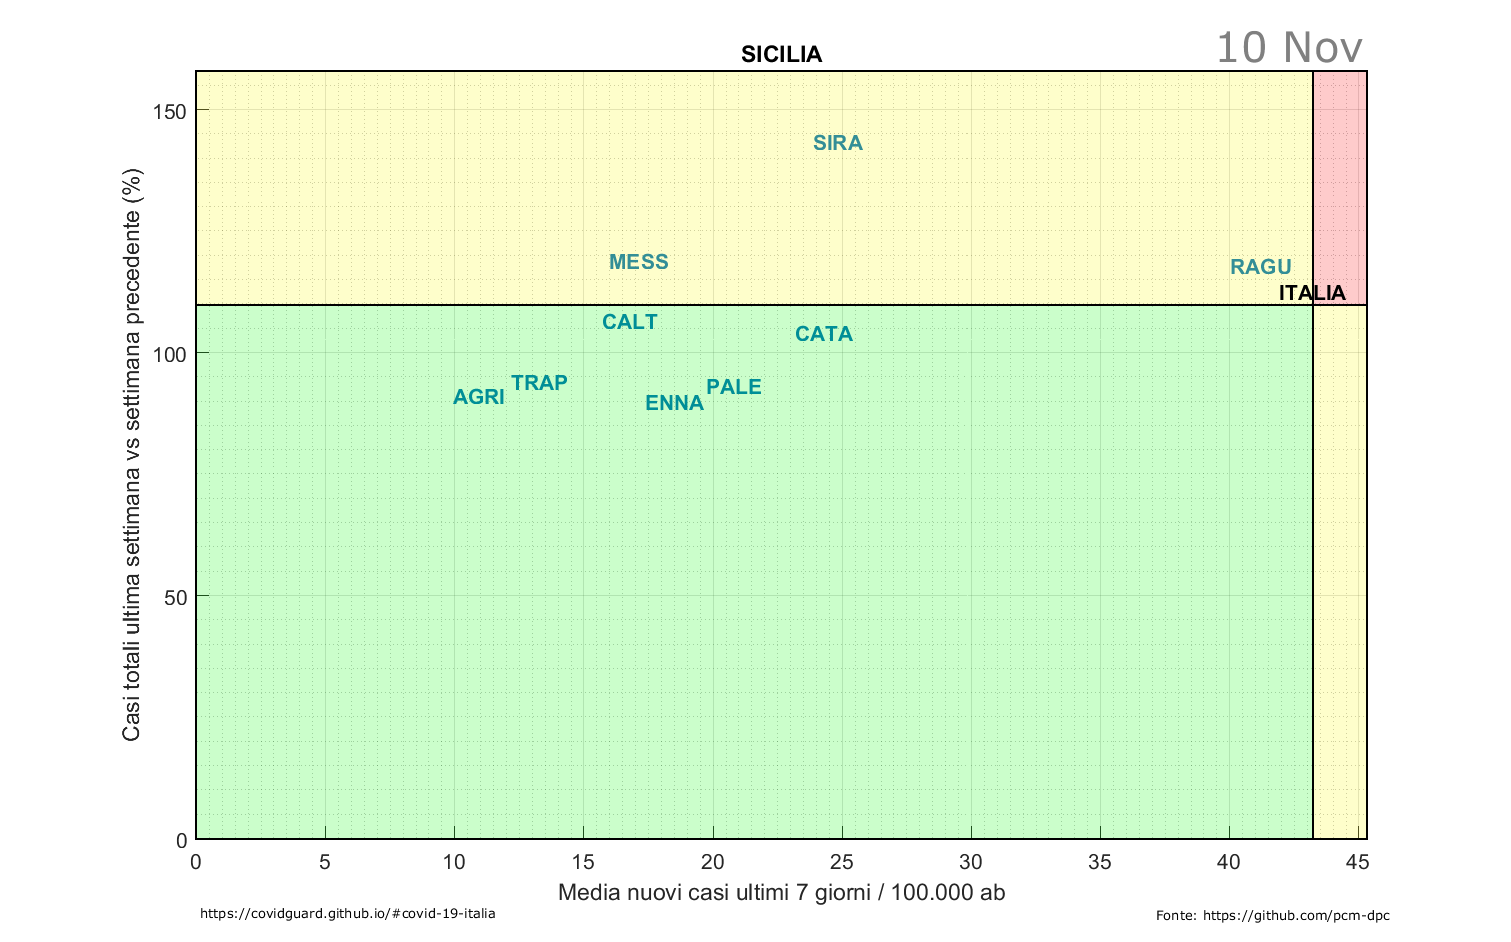 10 Nov
SICILIA
150
SIRA
MESS
RAGU
ITALIA
CALT
CATA
100
TRAP
PALE
AGRI
ENNA
50
0
Casi totali ultima settimana vs settimana precedente (%)
0 5 10 15 20 25 30 35 40 45
Media nuovi casi ultimi 7 giorni / 100.000 ab
https://covidguard.github.io/#covid-19-italia
Fonte: https://github.com/pcm-dpc